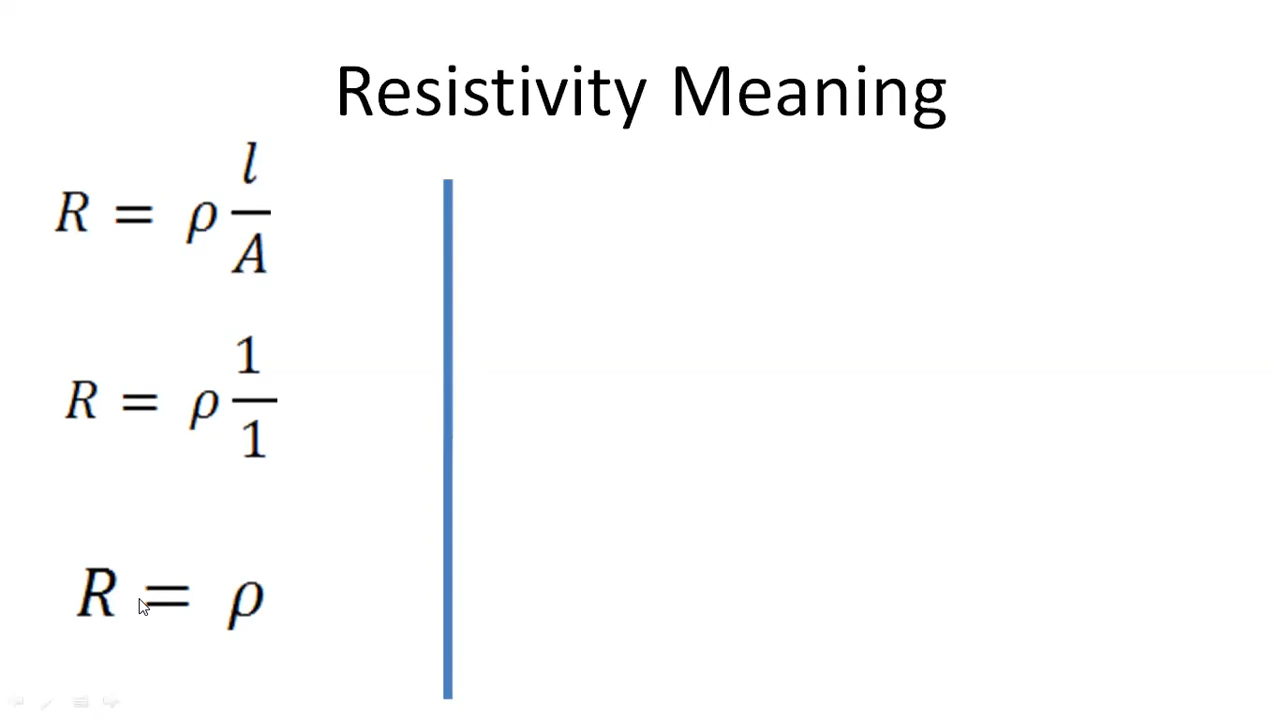 Resistivity Meaning
R = ρ l/A
R = ρ 1/1
R = ρ